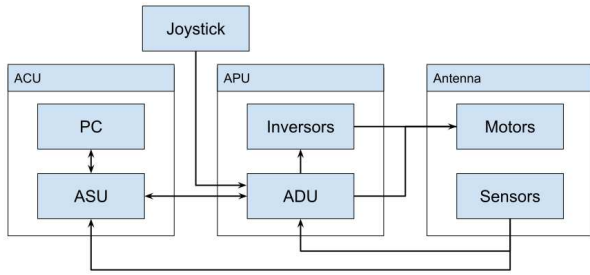 Joystick
ACU
APU
Antenna
PC
Inversors
Motors
ASU
ADU
Sensors